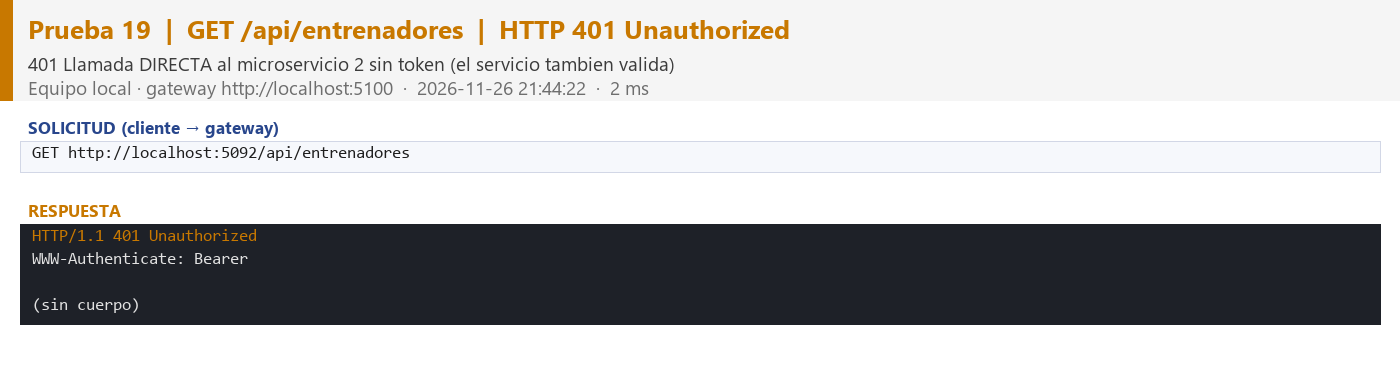 Prueba 19 | GET /api/entrenadores | HTTP 401 Unauthorized
401 Llamada DIRECTA al microservicio 2 sin token (el servicio tambien valida)
Equipo local · gateway http://localhost:5100 · 2026-11-26 21:44:22 · 2 ms
SOLICITUD (cliente → gateway)
GET http://localhost:5092/api/entrenadores
RESPUESTA
HTTP/1.1 401 Unauthorized
WWW-Authenticate: Bearer
(sin cuerpo)